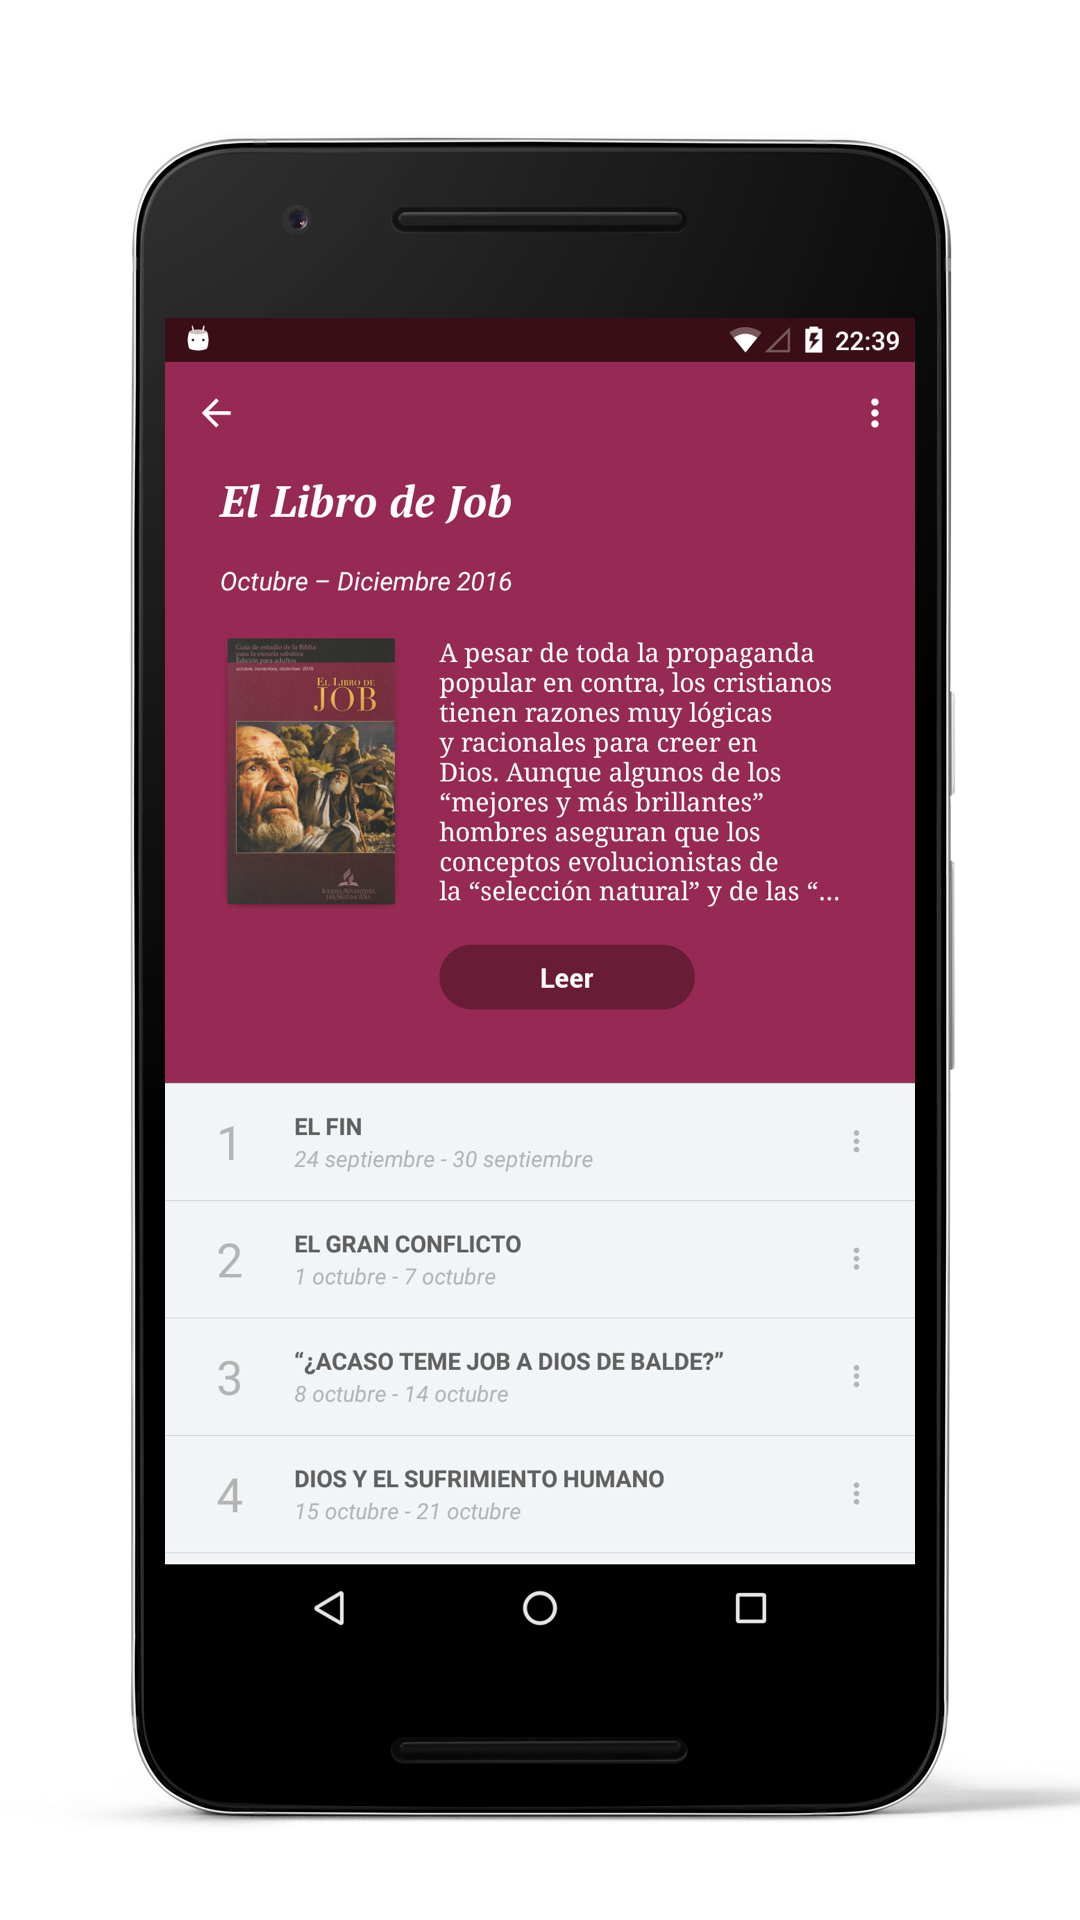 22:39
El Libro de Job
Octubre – Diciembre 2016
Guía de estudio de la Biblia
para la escuela sabática
Edición para adultos
octubre, noviembre, diciembre 2016
El Libro de
JOB
Iglesia Adventista
del Séptimo Día
A pesar de toda la propaganda
popular en contra, los cristianos
tienen razones muy lógicas
y racionales para creer en
Dios. Aunque algunos de los
“mejores y más brillantes”
hombres aseguran que los
conceptos evolucionistas de
la “selección natural” y de las “...
Leer
1
EL FIN
24 septiembre - 30 septiembre
2
EL GRAN CONFLICTO
1 octubre - 7 octubre
3
“¿ACASO TEME JOB A DIOS DE BALDE?”
8 octubre - 14 octubre
4
DIOS Y EL SUFRIMIENTO HUMANO
15 octubre - 21 octubre